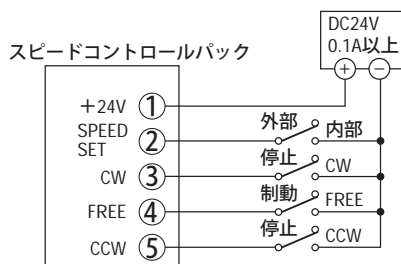 DC24V
0.1A以上
+ −
スピードコントロールパック
+24V ①
SPEED SET ② 外部 内部
CW ③ 停止 CW
FREE ④ 制動 FREE
CCW ⑤ 停止 CCW